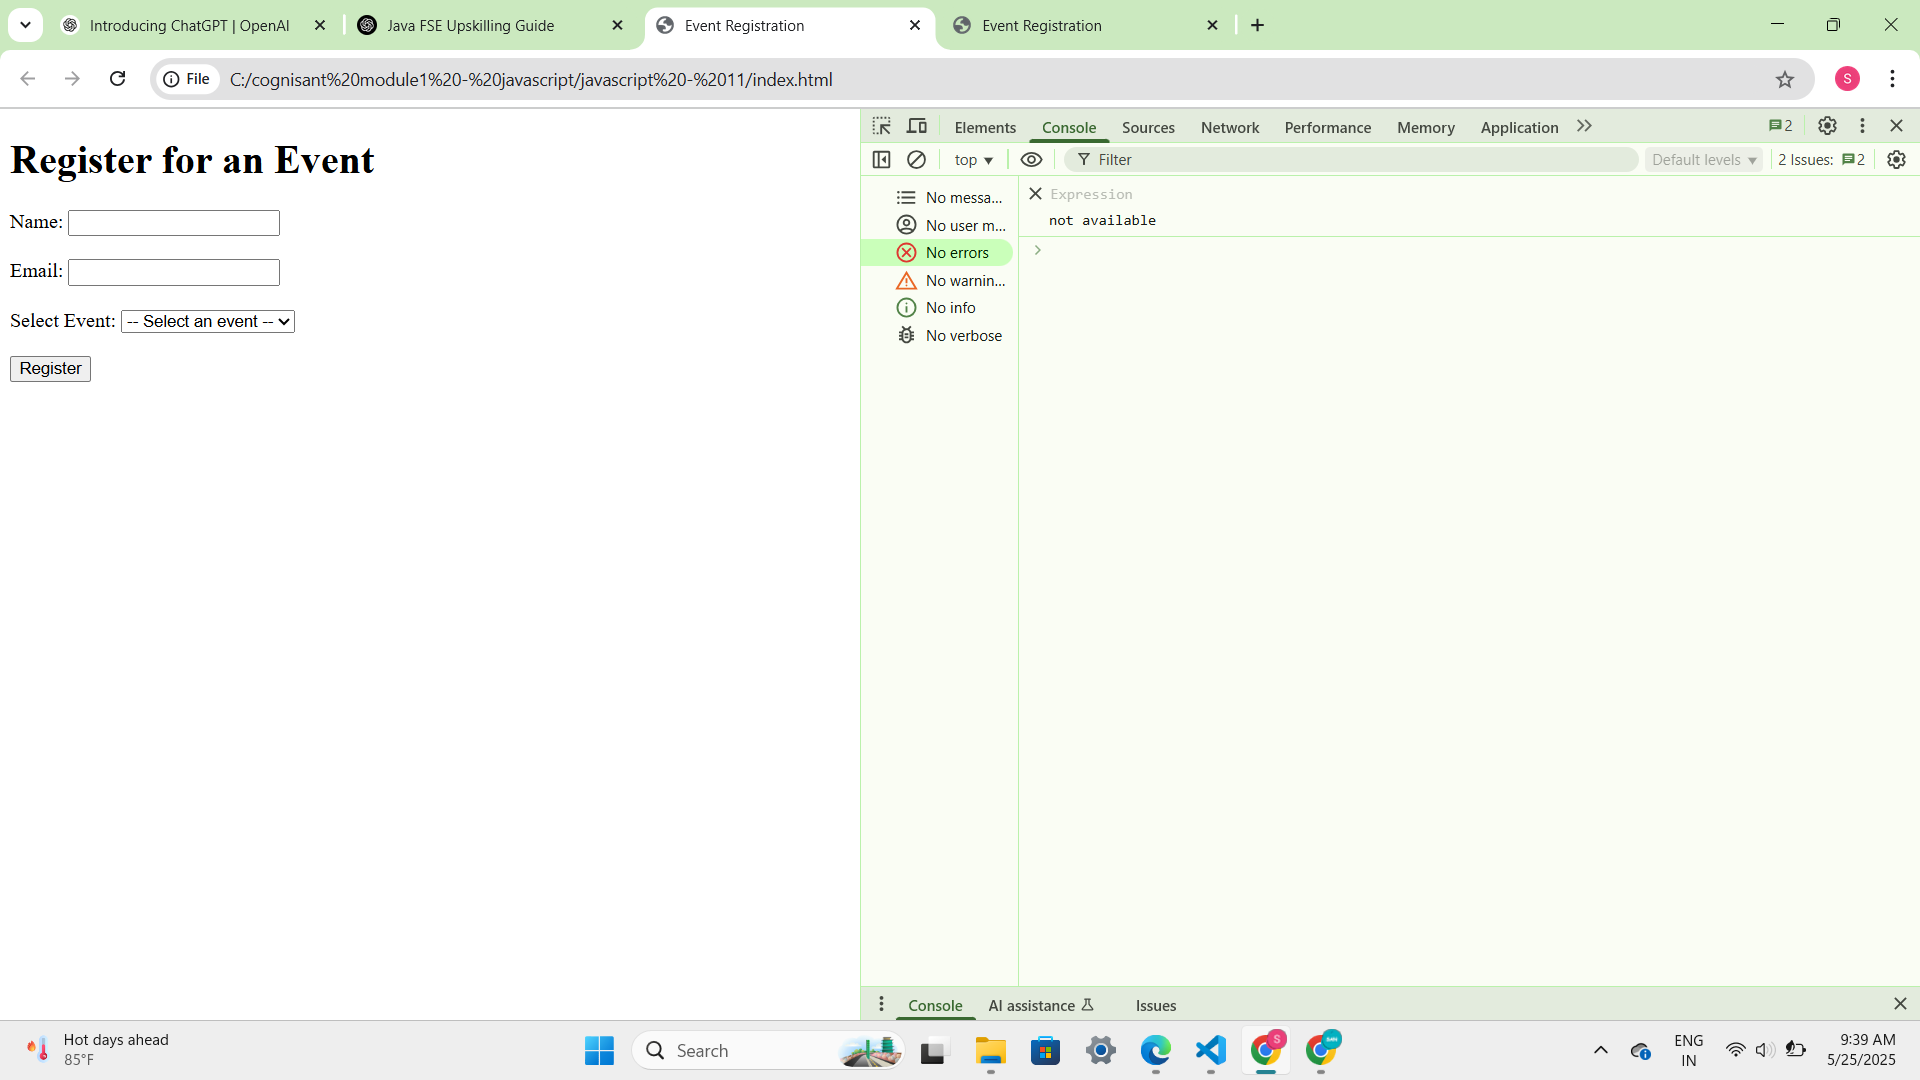 Introducing ChatGPT | OpenAI
Java FSE Upskilling Guide
Event Registration
Event Registration
File
C:/cognisant%20module1%20-%20javascript/javascript%20-%2011/index.html
S
Register for an Event
Name:
Email:
Select Event: -- Select an event --
Register
Elements
Console
Sources
Network
Performance
Memory
Application
2
top
Filter
Default levels
2 Issues: 2
No messa...
No user m...
No errors
No warnin...
No info
No verbose
Expression
not available
Console
AI assistance
Issues
Hot days ahead
85°F
Search
S
ENG
IN
9:39 AM
5/25/2025